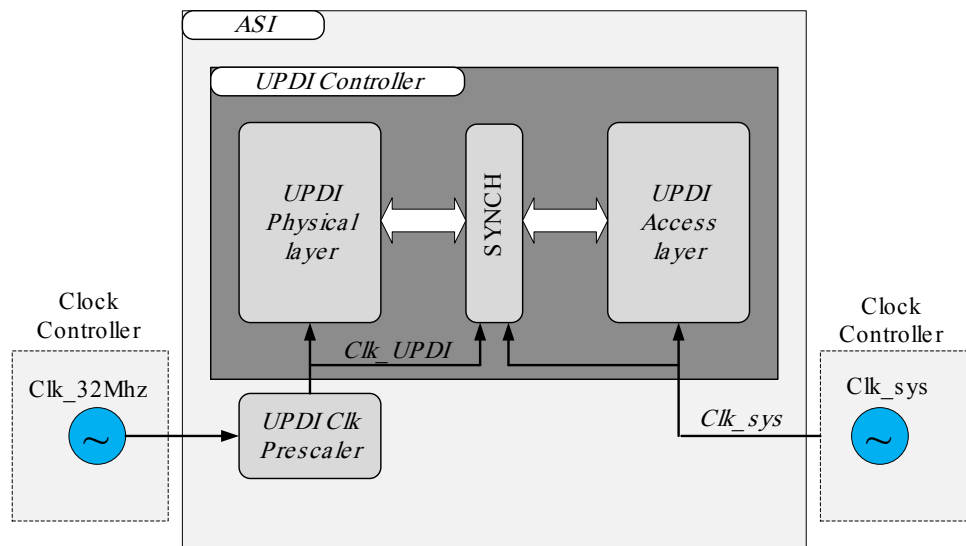 ASI
UPDI Controller
UPDI
Physical
layer
SYNCH
UPDI
Access
layer
Clock
Controller
Clk_32Mhz
Clk_UPDI
UPDI Clk
Prescaler
Clk_sys
Clock
Controller
Clk_sys